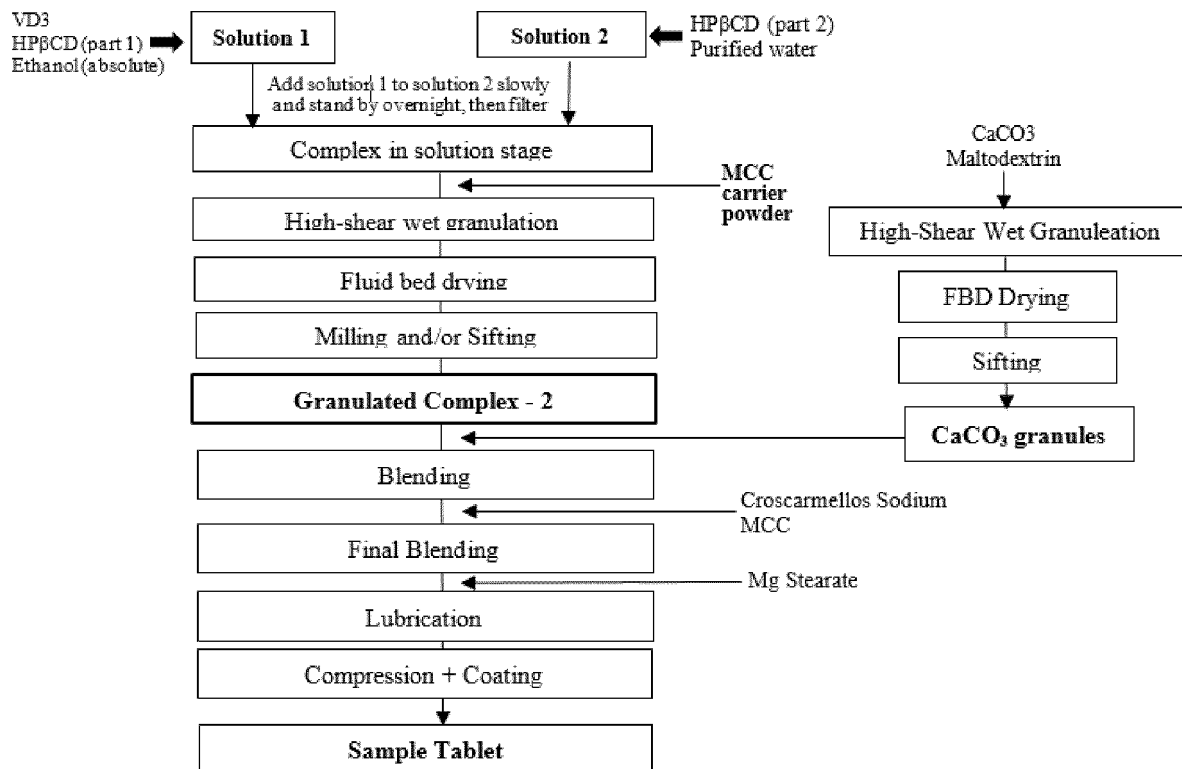 VD3
HPβCD (part 1)
Ethanol (absolute)
Solution 1
Solution 2
HPβCD (part 2)
Purified water
Add solution 1 to solution 2 slowly
and stand by overnight, then filter
Complex in solution stage
MCC
carrier
powder
CaCO3
Maltodextrin
High-shear wet granulation
High-Shear Wet Granuleation
Fluid bed drying
FBD Drying
Milling and/or Sifting
Sifting
Granulated Complex - 2
CaCO₃ granules
Blending
Croscarmellos Sodium
MCC
Final Blending
Mg Stearate
Lubrication
Compression + Coating
Sample Tablet